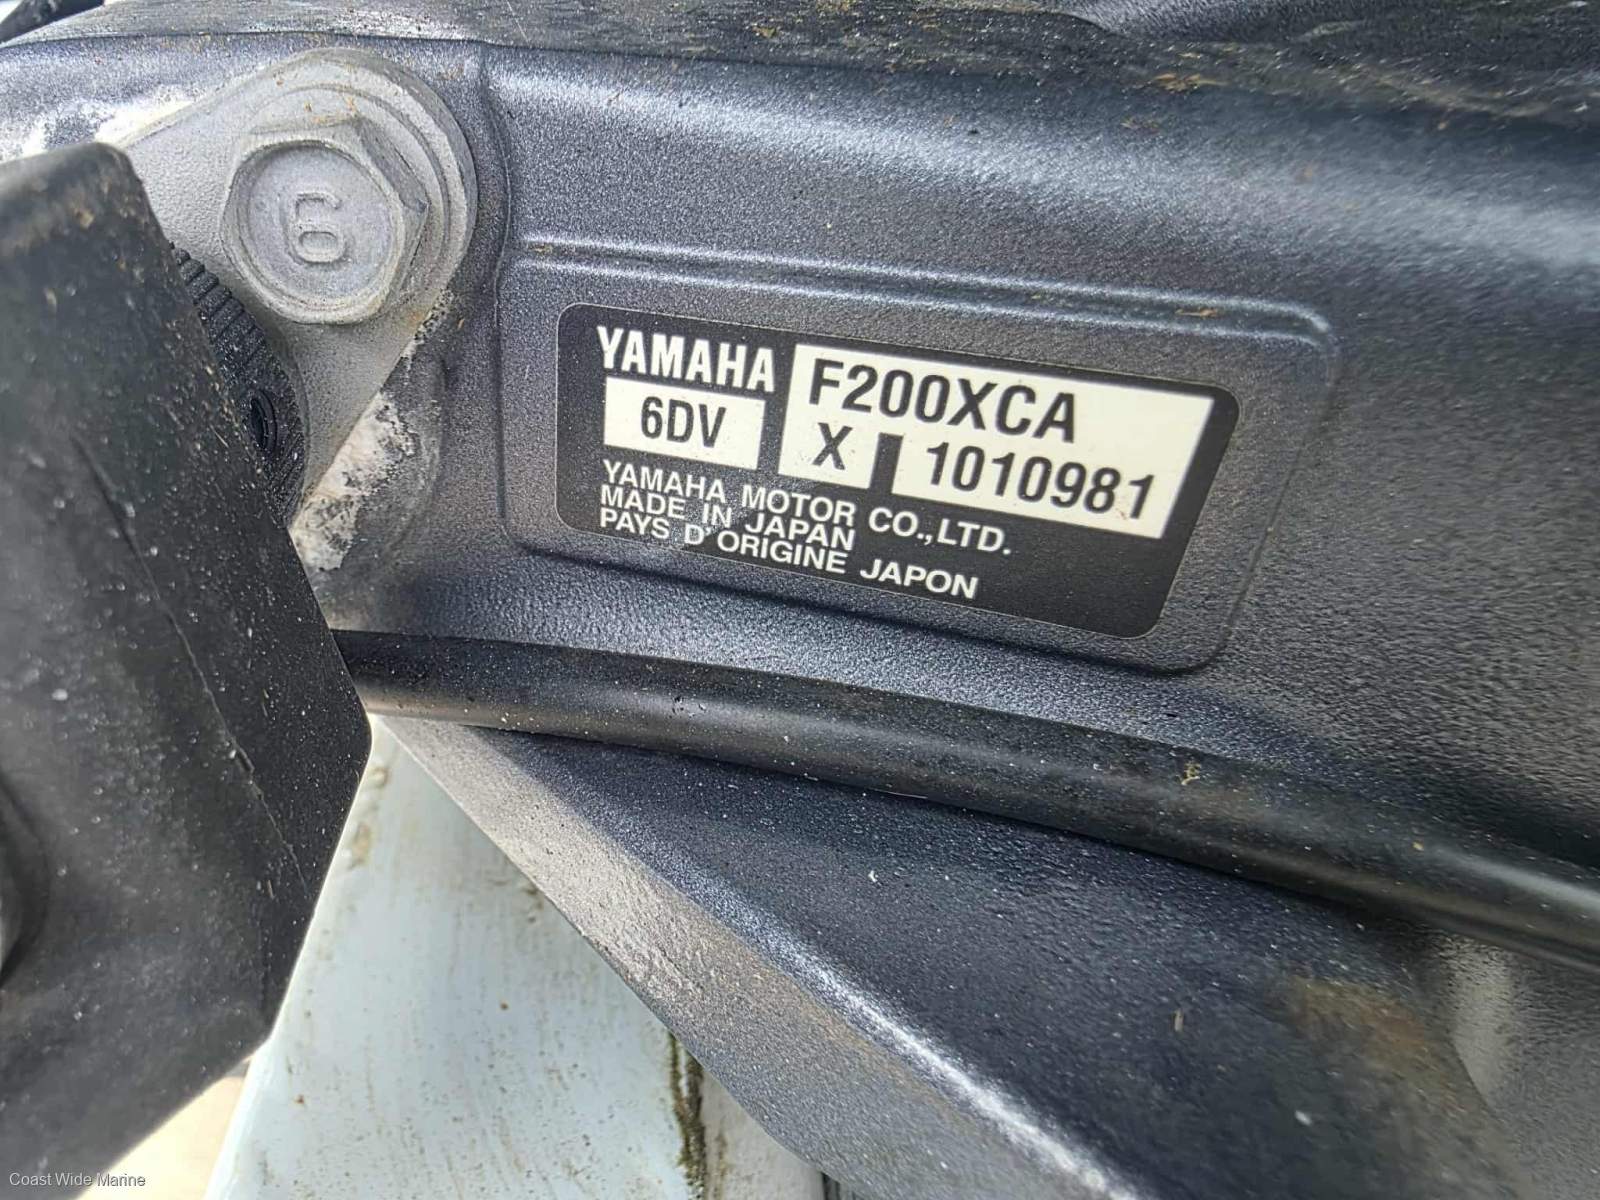 6
YAMAHA
F200XCA
6DV
X
1010981
YAMAHA MOTOR CO.,LTD.
MADE IN JAPAN
PAYS D'ORIGINE JAPON
Coast Wide Marine